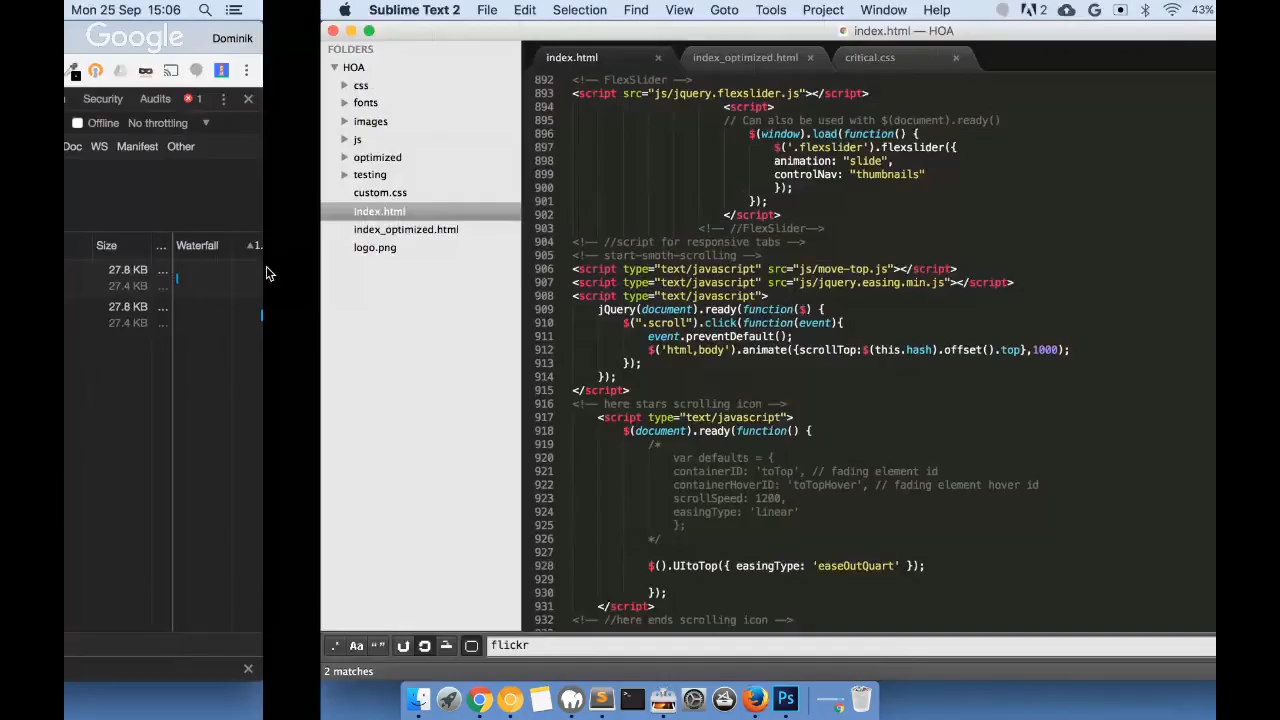 Mon 25 Sep 15:06
Google
Dominik
Security Audits 1
Offline No throttling
Doc WS Manifest Other
Size ... Waterfall 1.
27.8 KB ...
27.4 KB
27.8 KB ...
27.4 KB
Sublime Text 2 File Edit Selection Find View Goto Tools Project Window Help 2 43%
index.html — HOA
FOLDERS
HOA
css
fonts
images
js
optimized
testing
custom.css
index.html
index_optimized.html
logo.png
index.html × index_optimized.html × critical.css ×
892 <!-- FlexSlider -->
893 <script src="js/jquery.flexslider.js"></script>
894 <script>
895 // Can also be used with $(document).ready()
896 $(window).load(function() {
897 $('.flexslider').flexslider({
898 animation: "slide",
899 controlNav: "thumbnails"
900 });
901 });
902 </script>
903 <!-- //FlexSlider-->
904 <!-- //script for responsive tabs -->
905 <!-- start-smoth-scrolling -->
906 <script type="text/javascript" src="js/move-top.js"></script>
907 <script type="text/javascript" src="js/jquery.easing.min.js"></script>
908 <script type="text/javascript">
909 jQuery(document).ready(function($) {
910 $(".scroll").click(function(event){
911 event.preventDefault();
912 $('html,body').animate({scrollTop:$(this.hash).offset().top},1000);
913 });
914 });
915 </script>
916 <!-- here stars scrolling icon -->
917 <script type="text/javascript">
918 $(document).ready(function() {
919 /*
920 var defaults = {
921 containerID: 'toTop', // fading element id
922 containerHoverID: 'toTopHover', // fading element hover id
923 scrollSpeed: 1200,
924 easingType: 'linear'
925 };
926 */
927
928 $().UItoTop({ easingType: 'easeOutQuart' });
929
930 });
931 </script>
932 <!-- //here ends scrolling icon -->
.* Aa “” flickr
2 matches
Ps